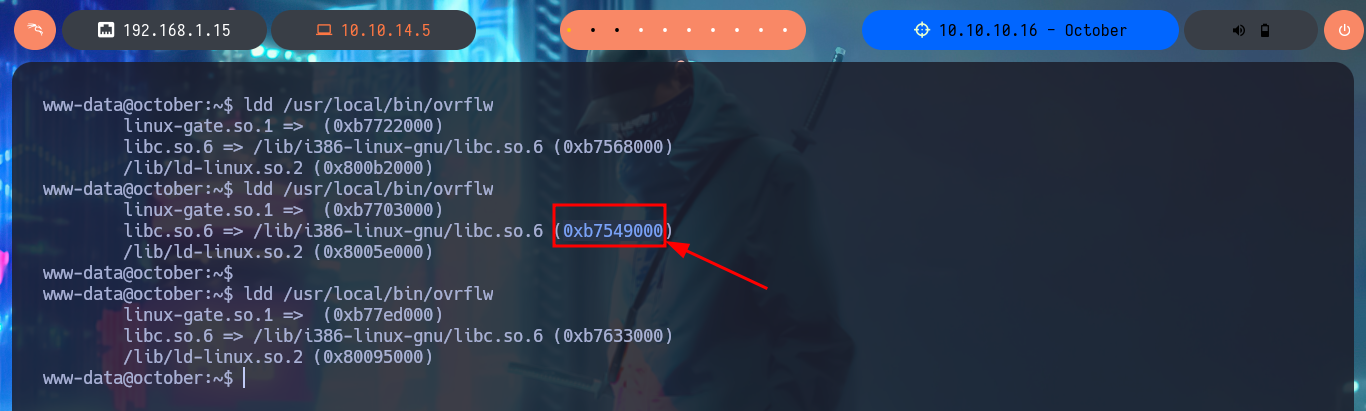 192.168.1.15 10.10.14.5 10.10.10.16 - October
www-data@october:~$ ldd /usr/local/bin/ovrflw
linux-gate.so.1 =>  (0xb7722000)
libc.so.6 => /lib/i386-linux-gnu/libc.so.6 (0xb7568000)
/lib/ld-linux.so.2 (0x800b2000)
www-data@october:~$ ldd /usr/local/bin/ovrflw
linux-gate.so.1 =>  (0xb7703000)
libc.so.6 => /lib/i386-linux-gnu/libc.so.6 (0xb7549000)
/lib/ld-linux.so.2 (0x8005e000)
www-data@october:~$
www-data@october:~$ ldd /usr/local/bin/ovrflw
linux-gate.so.1 =>  (0xb77ed000)
libc.so.6 => /lib/i386-linux-gnu/libc.so.6 (0xb7633000)
/lib/ld-linux.so.2 (0x80095000)
www-data@october:~$